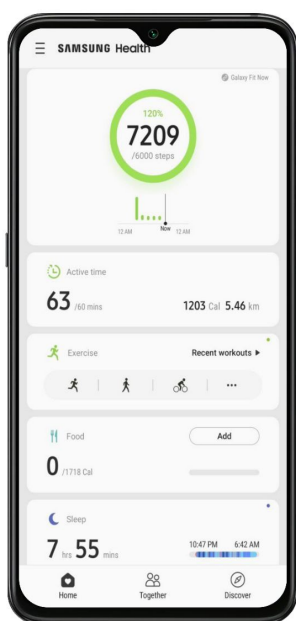 SAMSUNG Health
Galaxy Fit Now
120%
7209
/6000 steps
12 AM Now 12 AM
Active time
63 /60 mins 1203 Cal 5.46 km
Exercise Recent workouts
Food Add
0 /1718 Cal
Sleep
7 hrs 55 mins 10:47 PM 6:42 AM
Home Together Discover